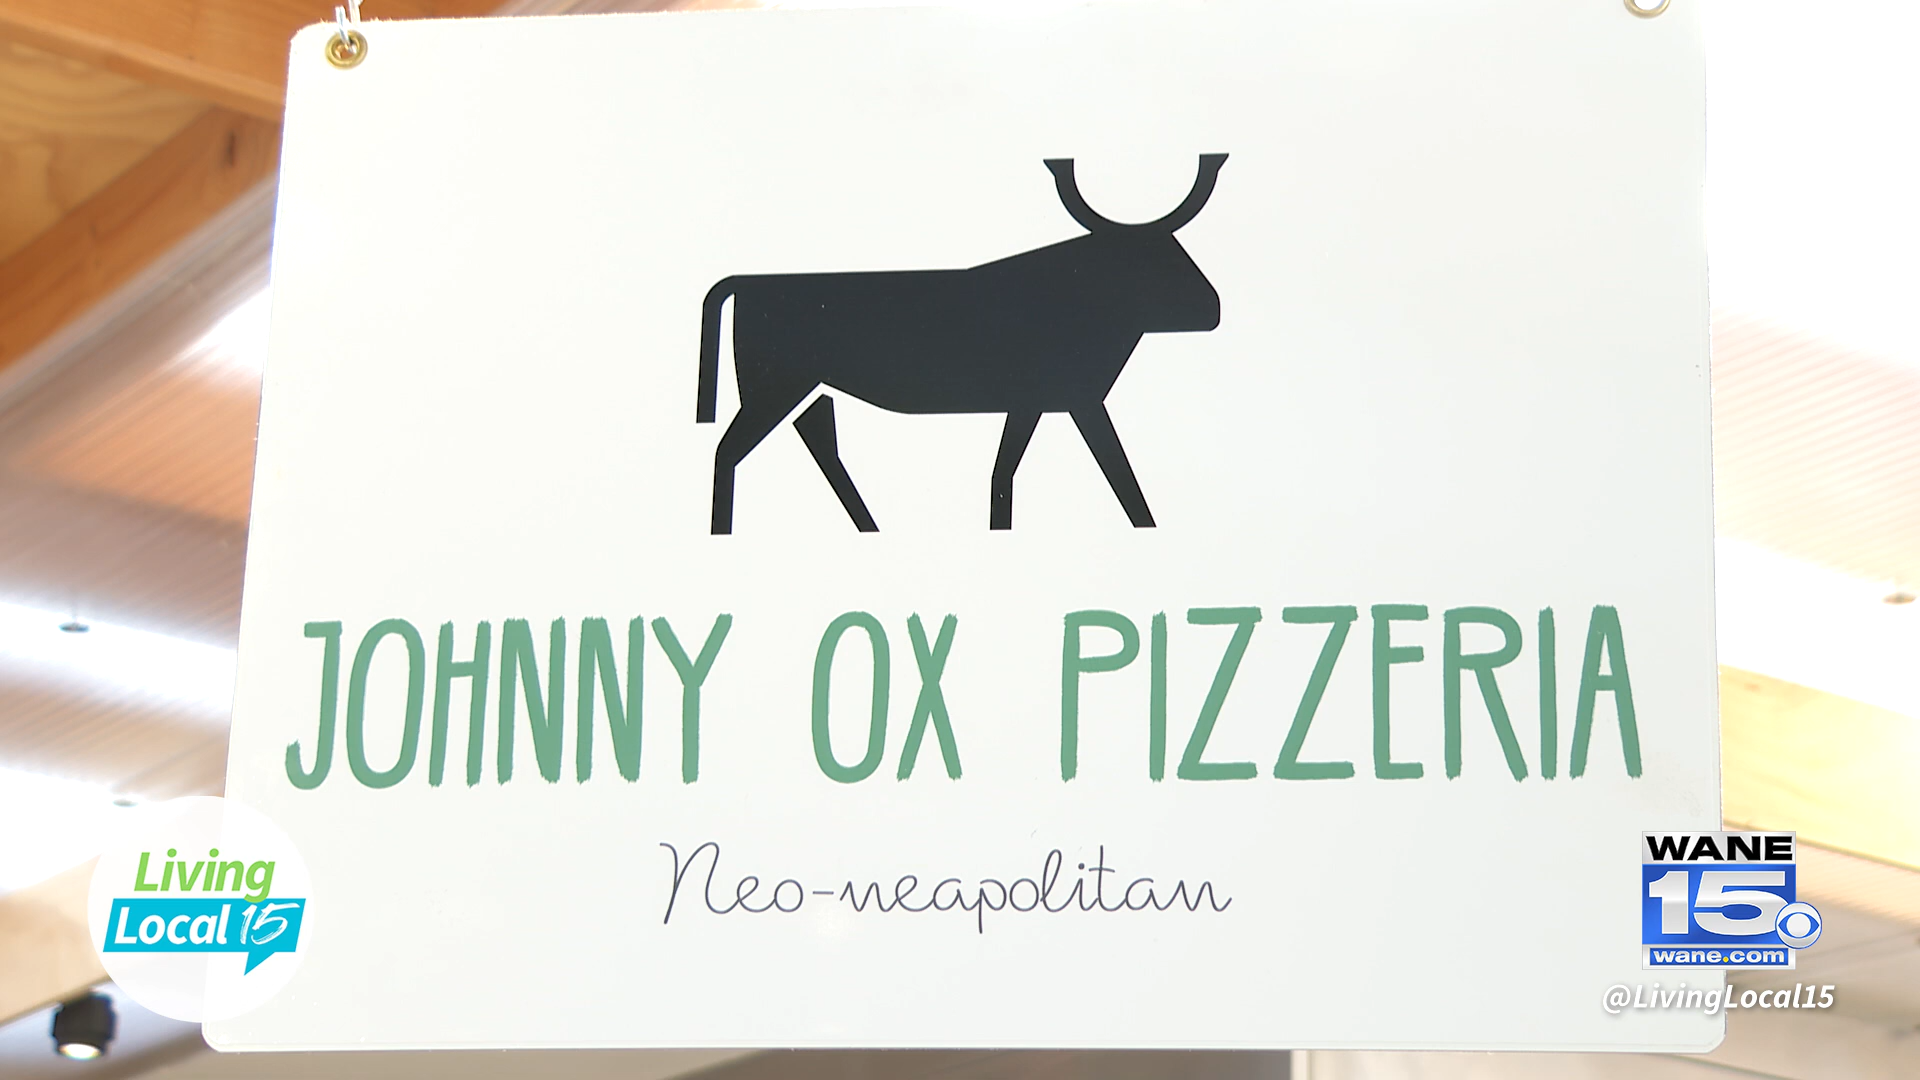 JOHNNY OX PIZZERIA
Neo-neapolitan
Living
Local 15
WANE
15
wane.com
@LivingLocal15